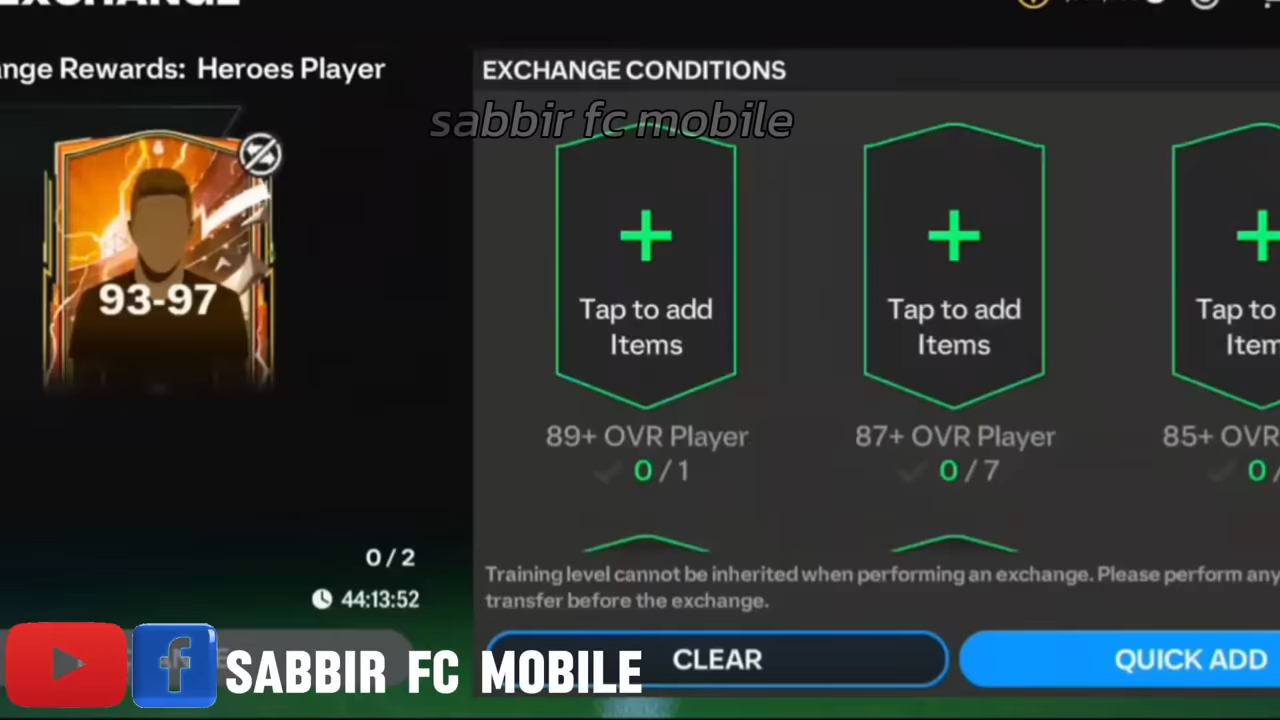 EXCHANGE
nge Rewards: Heroes Player
EXCHANGE CONDITIONS
sabbir fc mobile
93-97
Tap to add
Items
Tap to add
Items
Tap to
Item
89+ OVR Player
87+ OVR Player
85+ OVR
0 / 1
0 / 7
0 /
0 / 2
44:13:52
Training level cannot be inherited when performing an exchange. Please perform any
transfer before the exchange.
SABBIR FC MOBILE
CLEAR
QUICK ADD